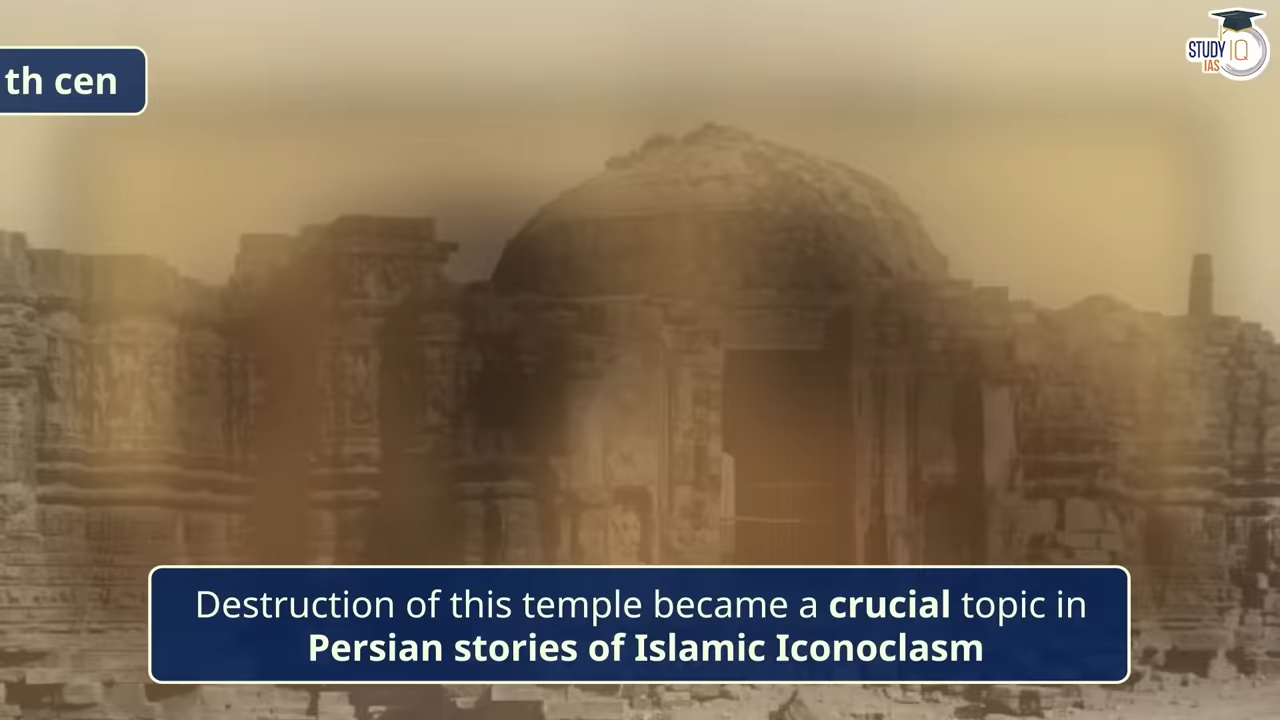 STUDY IQ
IAS
th cen
Destruction of this temple became a crucial topic in
Persian stories of Islamic Iconoclasm